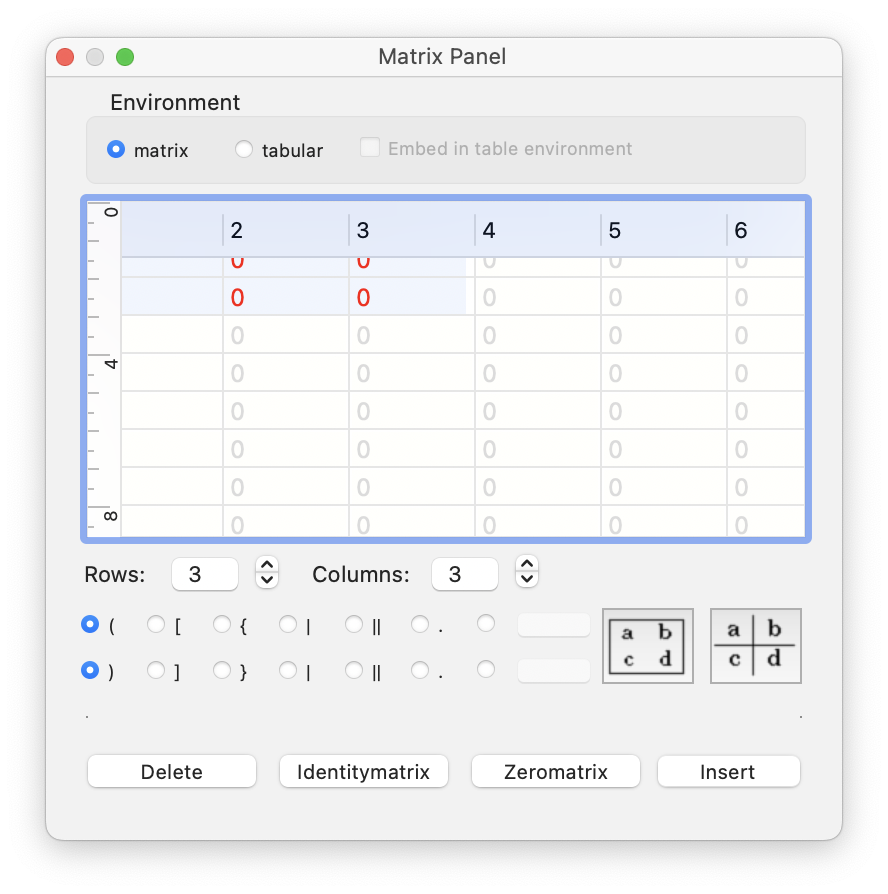 Matrix Panel
Environment
matrix tabular Embed in table environment
0 2 3 4 5 6
0 0 0 0 0
0 0 0 0 0
0 0 0 0 0
4 0 0 0 0 0
0 0 0 0 0
0 0 0 0 0
0 0 0 0 0
8 0 0 0 0 0
Rows: 3 Columns: 3
( [ { | || .
a b
c d
a b
c d
) ] } | || .
. .
Delete Identitymatrix Zeromatrix Insert